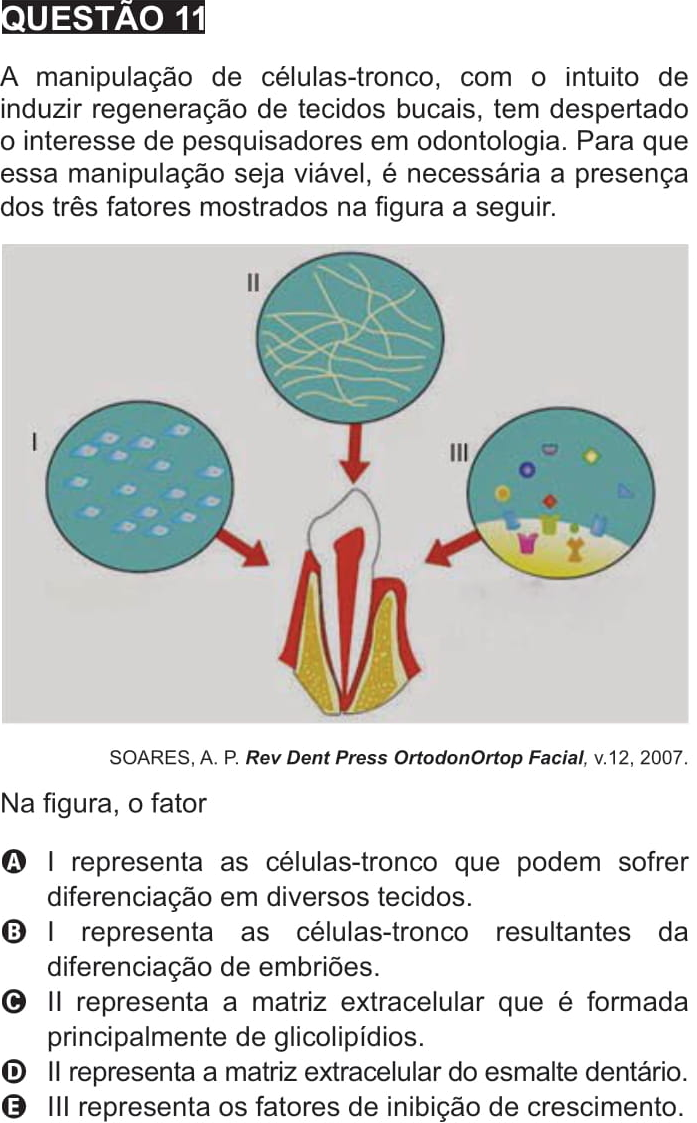 QUESTÃO 11
A manipulação de células-tronco, com o intuito de
induzir regeneração de tecidos bucais, tem despertado
o interesse de pesquisadores em odontologia. Para que
essa manipulação seja viável, é necessária a presença
dos três fatores mostrados na figura a seguir.
II
I
III
SOARES, A. P. Rev Dent Press OrtodonOrtop Facial, v.12, 2007.
Na figura, o fator
A I representa as células-tronco que podem sofrer
diferenciação em diversos tecidos.
B I representa as células-tronco resultantes da
diferenciação de embriões.
C II representa a matriz extracelular que é formada
principalmente de glicolipídios.
D II representa a matriz extracelular do esmalte dentário.
E III representa os fatores de inibição de crescimento.